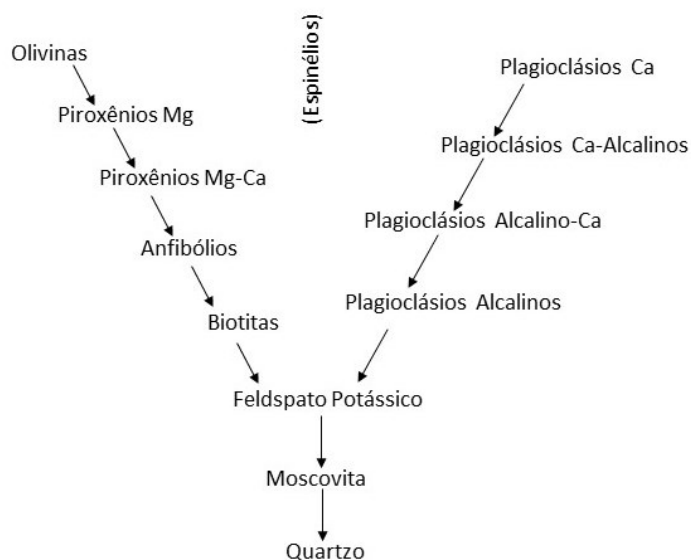 Olivinas
(Espinélios)
Plagioclásios Ca
Piroxênios Mg
Plagioclásios Ca-Alcalinos
Piroxênios Mg-Ca
Plagioclásios Alcalino-Ca
Anfibólios
Plagioclásios Alcalinos
Biotitas
Feldspato Potássico
Moscovita
Quartzo